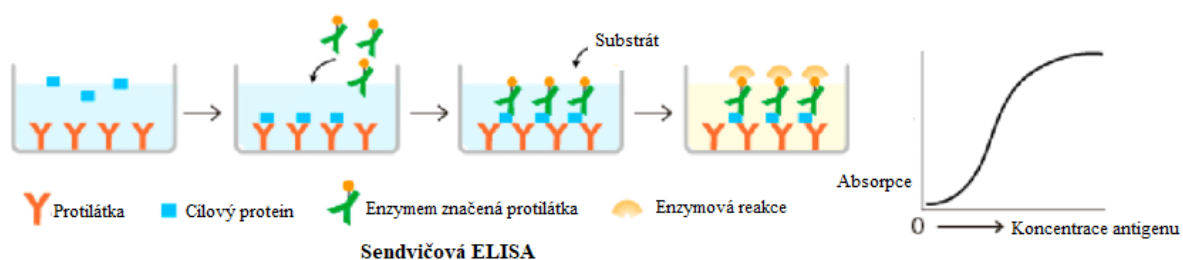 Substrát
Absorpce
0
Koncentrace antigenu
Protilátka
Cílový protein
Enzymem značená protilátka
Enzymová reakce
Sendvičová ELISA